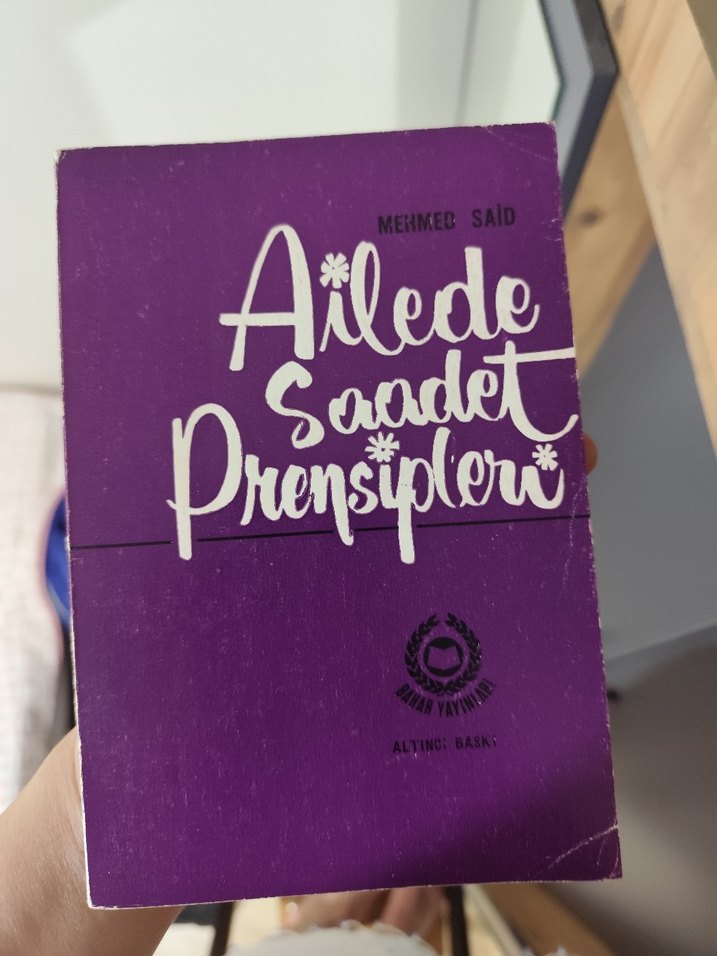 MEHMED SAİD
Ailede
Saadet
Prensipleri
BAHAR YAYINLARI
ALTINCI BASKI